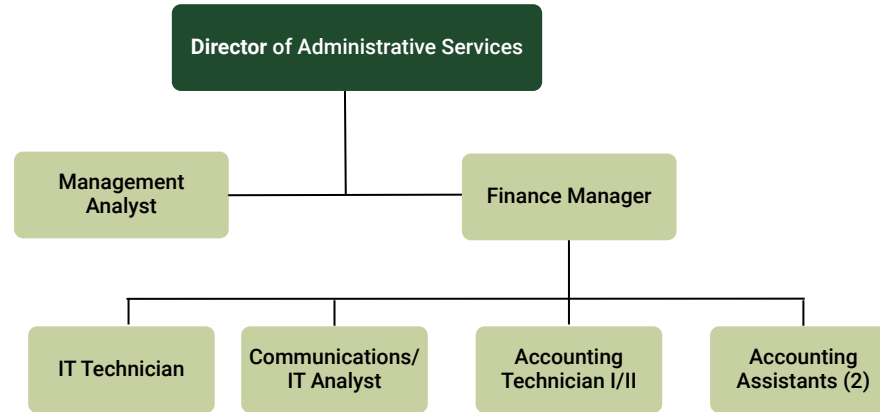 Director of Administrative Services
Management
Analyst
Finance Manager
IT Technician
Communications/
IT Analyst
Accounting
Technician I/II
Accounting
Assistants (2)